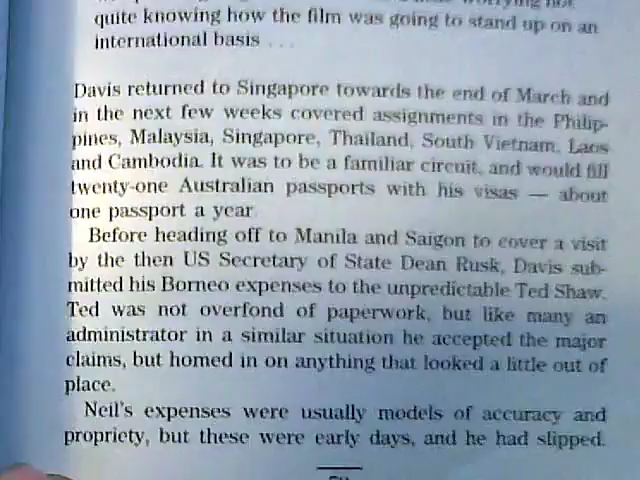 quite knowing how the film was going to stand up on an
international basis ...
Davis returned to Singapore towards the end of March and
in the next few weeks covered assignments in the Philip-
pines, Malaysia, Singapore, Thailand, South Vietnam, Laos
and Cambodia. It was to be a familiar circuit, and would fill
twenty-one Australian passports with his visas — about
one passport a year.
Before heading off to Manila and Saigon to cover a visit
by the then US Secretary of State Dean Rusk, Davis sub-
mitted his Borneo expenses to the unpredictable Ted Shaw.
Ted was not overfond of paperwork, but like many an
administrator in a similar situation he accepted the major
claims, but homed in on anything that looked a little out of
place.
Neil's expenses were usually models of accuracy and
propriety, but these were early days, and he had slipped.